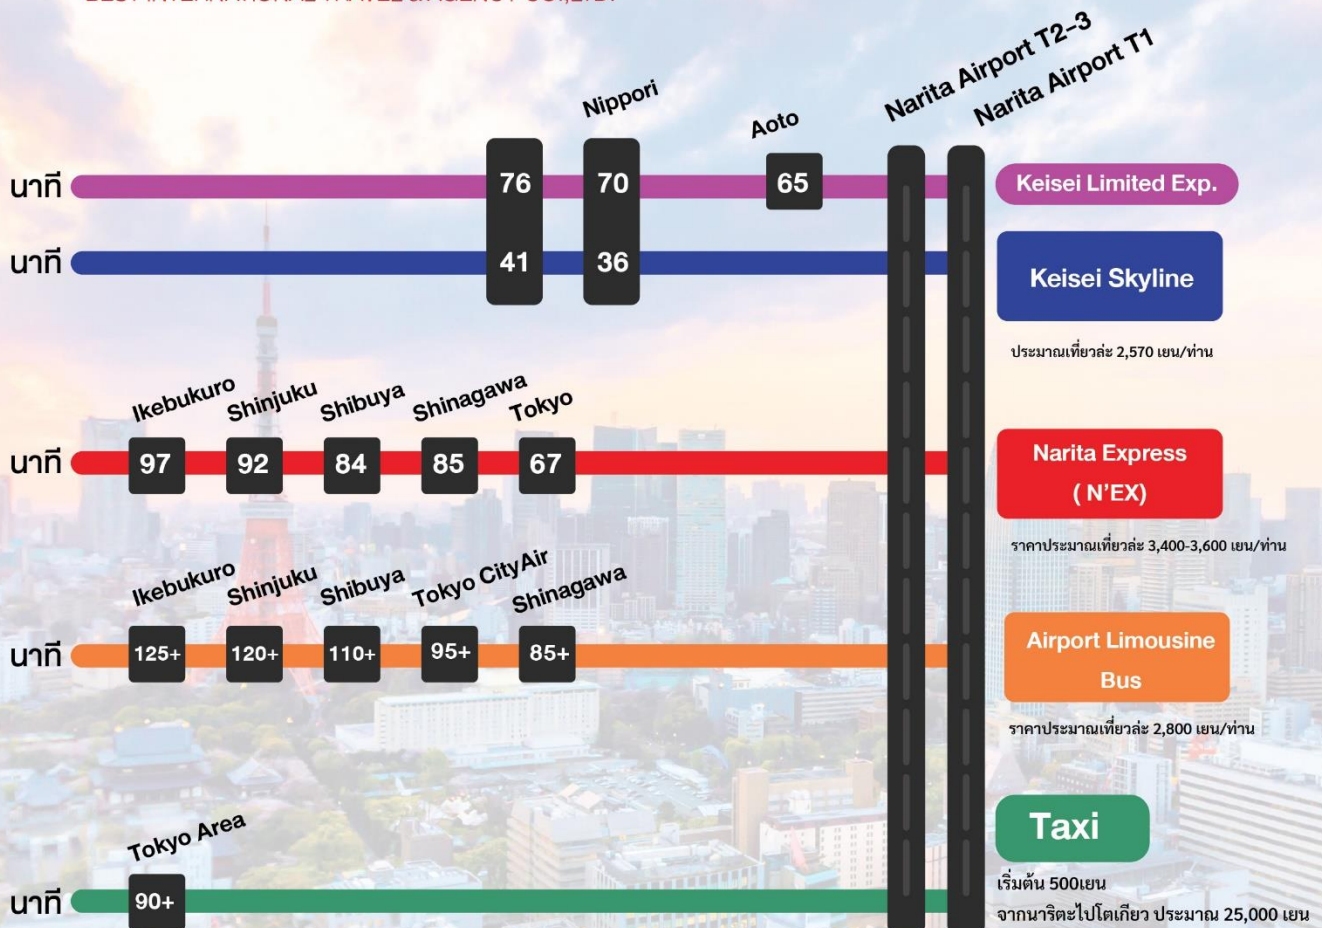 BEST INTERNATIONAL TRAVEL & AGENCY CO.,LTD.
Narita Airport T2-3
Narita Airport T1
Nippori
Aoto
นาที 76 70 65 Keisei Limited Exp.
นาที 41 36 Keisei Skyline
ประมาณเที่ยวล่ะ 2,570 เยน/ท่าน
Ikebukuro Shinjuku Shibuya Shinagawa Tokyo
นาที 97 92 84 85 67
Narita Express
( N'EX)
ราคาประมาณเที่ยวล่ะ 3,400-3,600 เยน/ท่าน
Ikebukuro Shinjuku Shibuya Tokyo CityAir Shinagawa
นาที 125+ 120+ 110+ 95+ 85+
Airport Limousine
Bus
ราคาประมาณเที่ยวล่ะ 2,800 เยน/ท่าน
Tokyo Area
Taxi
นาที 90+
เริ่มต้น 500เยน
จากนาริตะไปโตเกียว ประมาณ 25,000 เยน